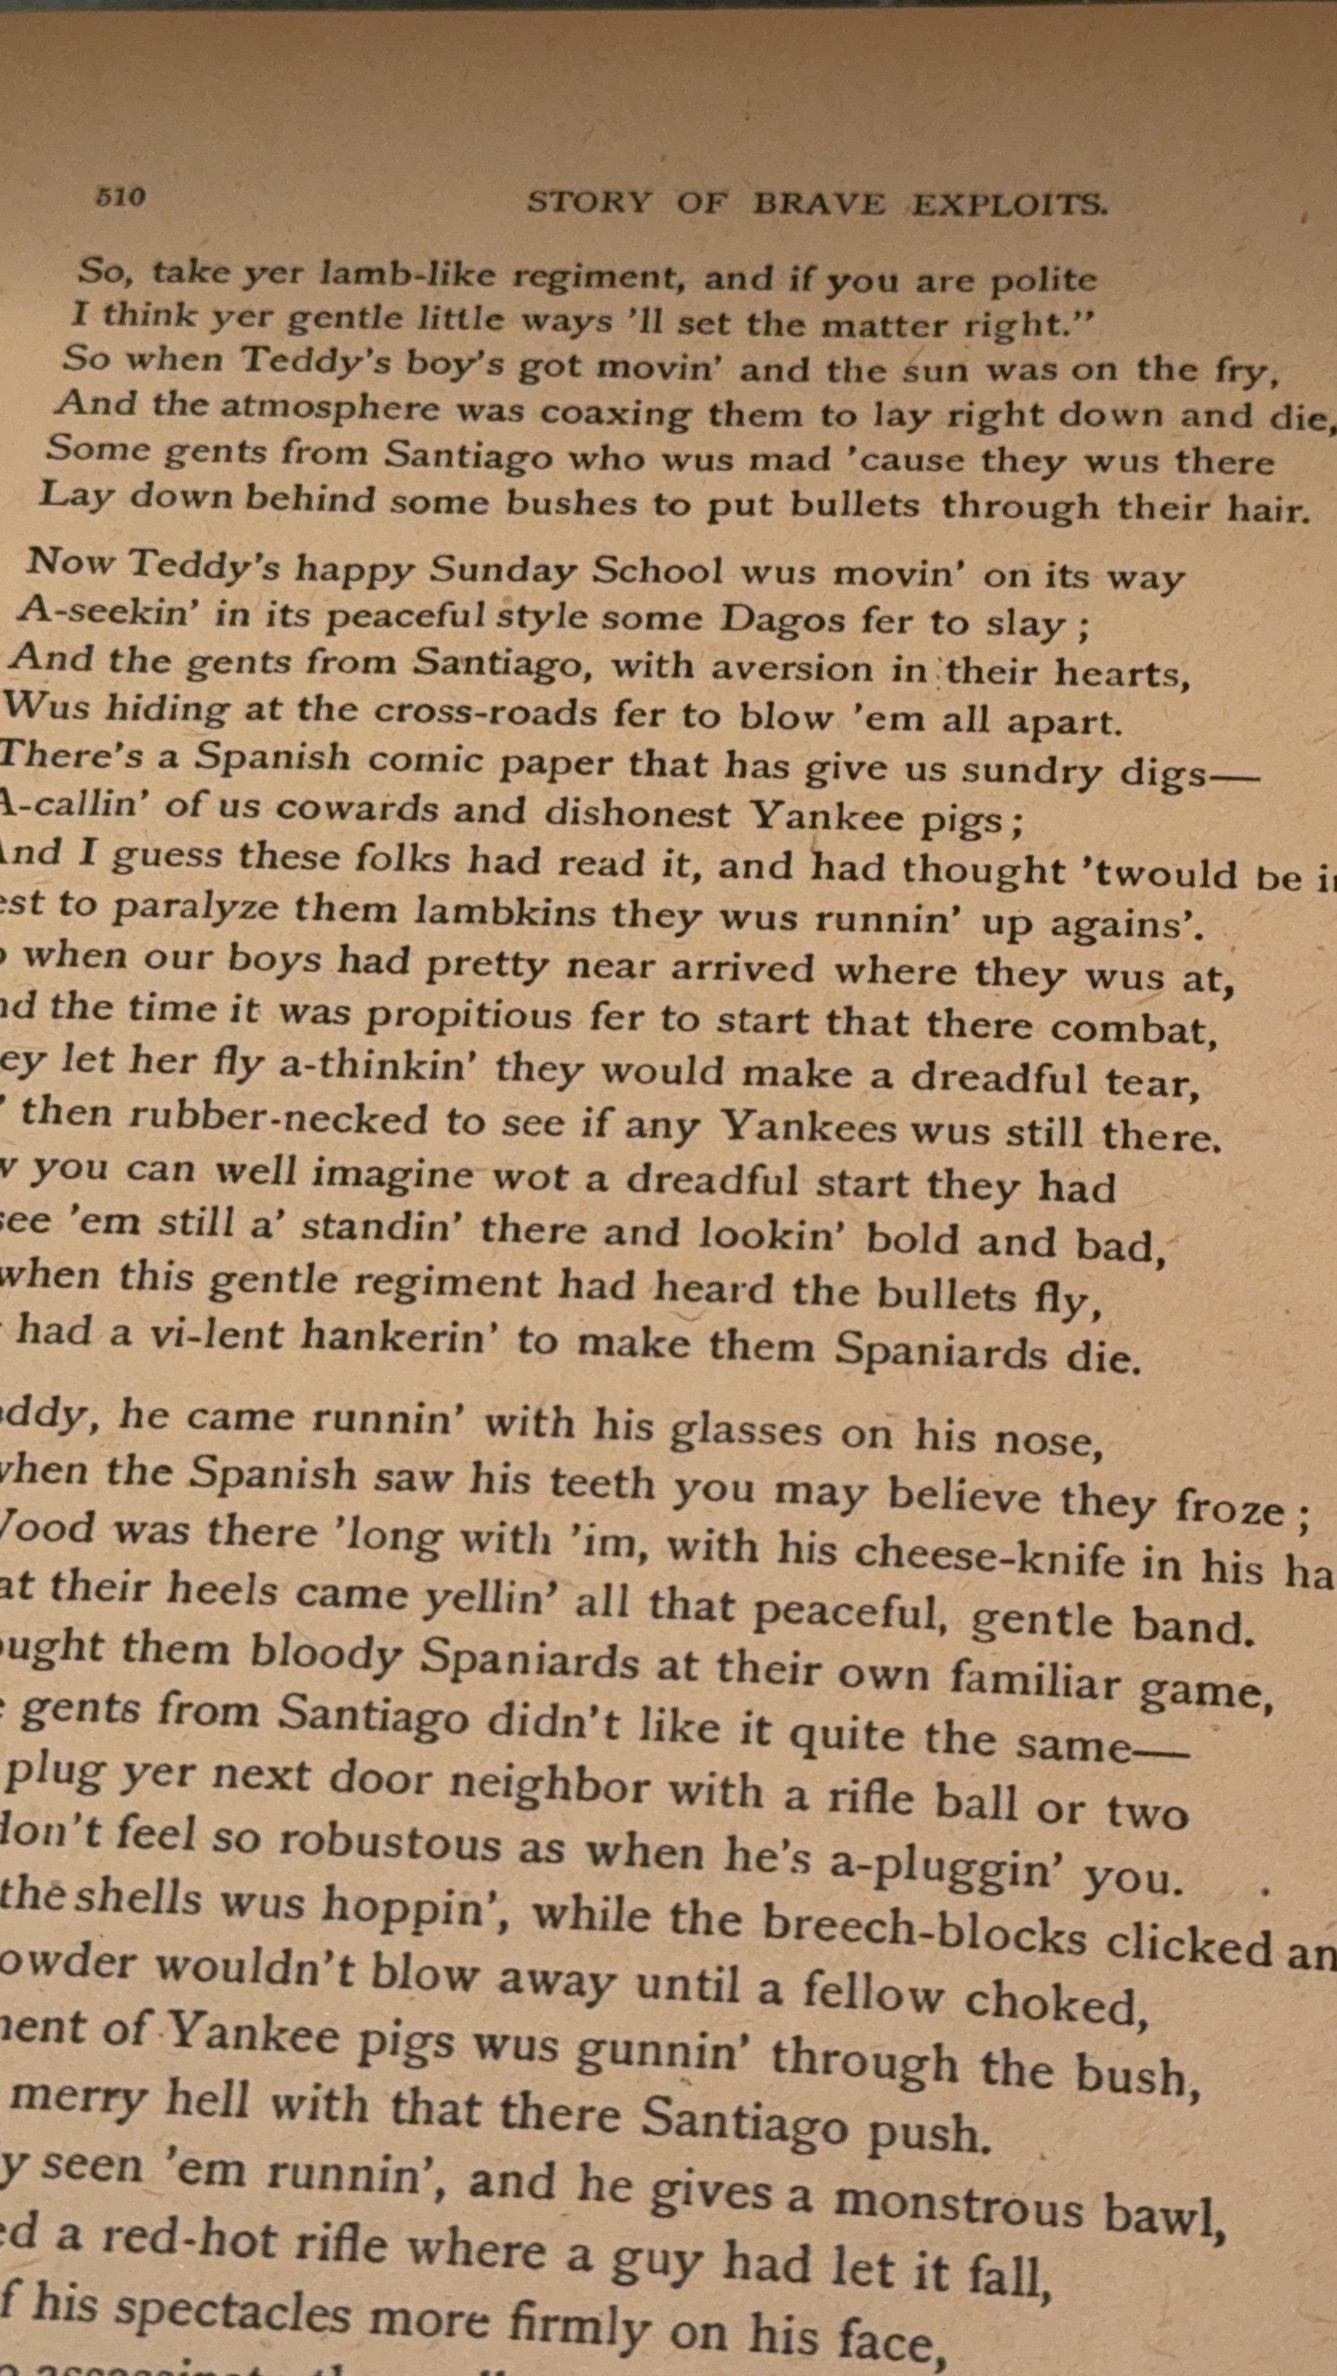 510
STORY OF BRAVE EXPLOITS.
So, take yer lamb-like regiment, and if you are polite
I think yer gentle little ways 'll set the matter right.”
So when Teddy's boy's got movin' and the sun was on the fry,
And the atmosphere was coaxing them to lay right down and die,
Some gents from Santiago who wus mad 'cause they wus there
Lay down behind some bushes to put bullets through their hair.
Now Teddy's happy Sunday School wus movin' on its way
A-seekin' in its peaceful style some Dagos fer to slay ;
And the gents from Santiago, with aversion in their hearts,
Wus hiding at the cross-roads fer to blow 'em all apart.
There's a Spanish comic paper that has give us sundry digs—
A-callin' of us cowards and dishonest Yankee pigs ;
And I guess these folks had read it, and had thought 'twould be
to paralyze them lambkins they wus runnin' up agains'.
when our boys had pretty near arrived where they wus at,
the time it was propitious fer to start that there combat,
let her fly a-thinkin' they would make a dreadful tear,
then rubber-necked to see if any Yankees wus still there.
you can well imagine wot a dreadful start they had
see 'em still a' standin' there and lookin' bold and bad,
when this gentle regiment had heard the bullets fly,
had a vi-lent hankerin' to make them Spaniards die.
he came runnin' with his glasses on his nose,
when the Spanish saw his teeth you may believe they froze ;
Wood was there 'long with 'im, with his cheese-knife in his
at their heels came yellin' all that peaceful, gentle band.
them bloody Spaniards at their own familiar game,
gents from Santiago didn't like it quite the same—
plug yer next door neighbor with a rifle ball or two
don't feel so robustous as when he's a-pluggin' you.
the shells wus hoppin', while the breech-blocks clicked
wouldn't blow away until a fellow choked,
of Yankee pigs wus gunnin' through the bush,
merry hell with that there Santiago push.
seen 'em runnin', and he gives a monstrous bawl,
a red-hot rifle where a guy had let it fall,
his spectacles more firmly on his face,